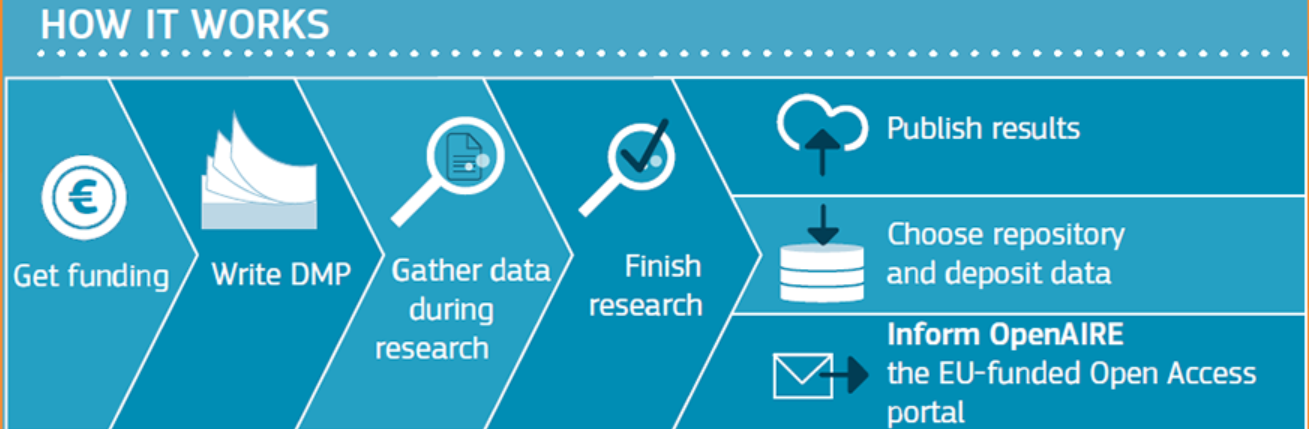 HOW IT WORKS
€
Get funding
Write DMP
Gather data
during
research
Finish
research
Publish results
Choose repository
and deposit data
Inform OpenAIRE
the EU-funded Open Access
portal